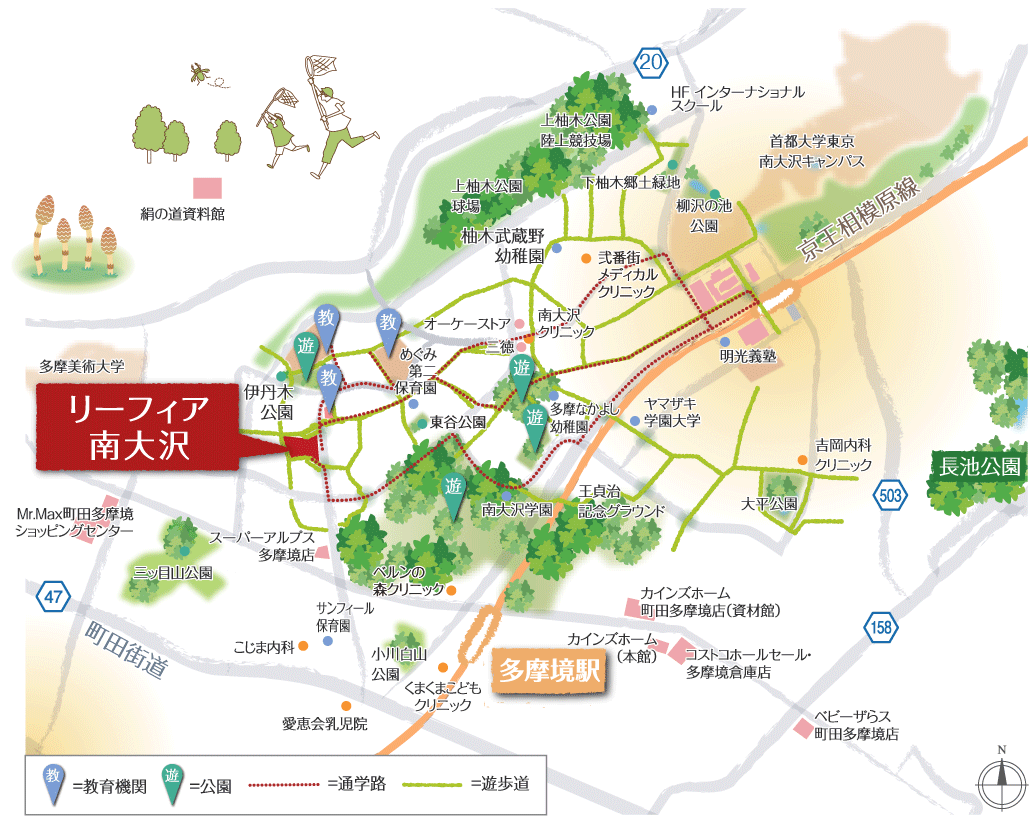 20
HF インターナショナル
スクール
上柚木公園
陸上競技場
首都大学東京
南大沢キャンパス
下柚木郷土緑地
上柚木公園
球場
柳沢の池
公園
絹の道資料館
京王相模原線
柚木武蔵野
幼稚園
弐番街
メディカル
クリニック
教
教
オーケーストア
南大沢
クリニック
三徳
遊
明光義塾
多摩美術大学
めぐみ
第二
保育園
教
遊
伊丹木
公園
リーフィア
南大沢
多摩なかよし
幼稚園
ヤマザキ
学園大学
東谷公園
遊
吉岡内科
クリニック
長池公園
遊
503
Mr.Max町田多摩境
ショッピングセンター
南大沢学園
王貞治
記念グラウンド
大平公園
スーパーアルプス
多摩境店
三ッ目山公園
ベルンの
森クリニック
47
カインズホーム
町田多摩境店(資材館)
サンフィール
保育園
158
町田街道
こじま内科
小川白山
公園
カインズホーム
(本館)
コストコホールセール・
多摩境倉庫店
多摩境駅
くまくまこども
クリニック
愛恵会乳児院
ベビーザらス
町田多摩境店
N
教 =教育機関 遊 =公園 =通学路 =遊歩道